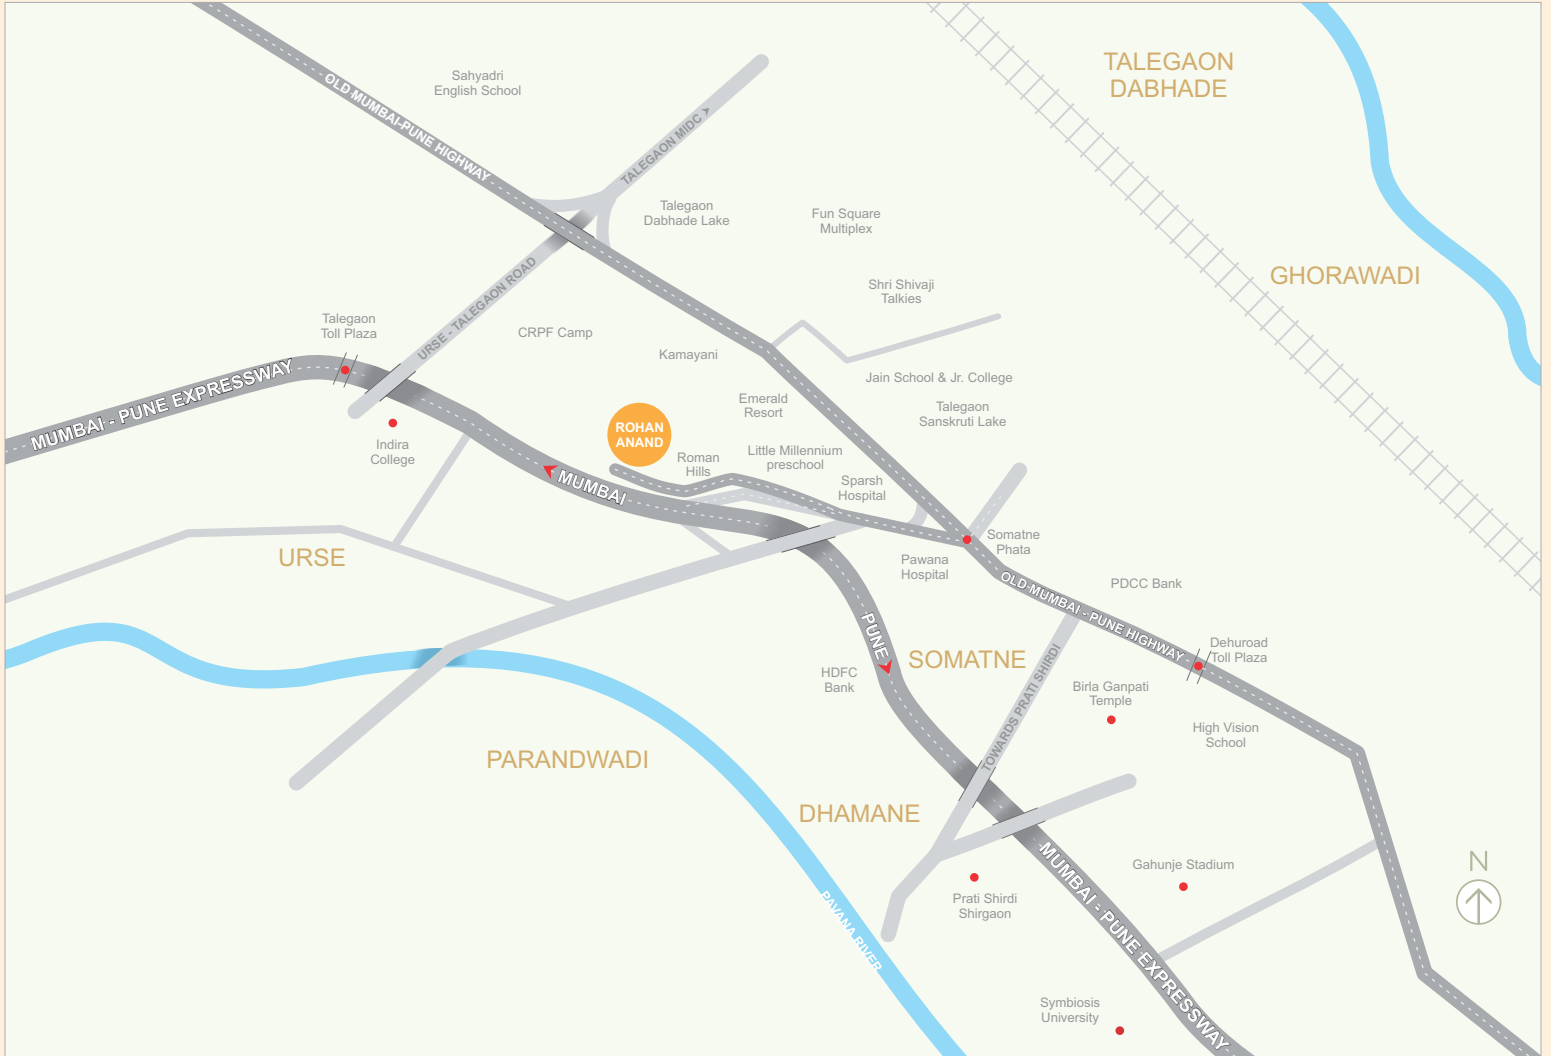 TALEGAON
DABHADE
Sahyadri
English School
OLD MUMBAI-PUNE HIGHWAY
TALEGAON MIDC
Talegaon
Dabhade Lake
Fun Square
Multiplex
GHORAWADI
Shri Shivaji
Talkies
URSE - TALEGAON ROAD
Talegaon
Toll Plaza
CRPF Camp
Kamayani
MUMBAI - PUNE EXPRESSWAY
Jain School & Jr. College
Emerald
Resort
Talegaon
Sanskruti Lake
ROHAN
ANAND
Indira
College
Roman
Hills
Little Millennium
preschool
MUMBAI
Sparsh
Hospital
Somatne
Phata
URSE
Pawana
Hospital
PDCC Bank
OLD MUMBAI - PUNE HIGHWAY
PUNE
Dehuroad
Toll Plaza
SOMATNE
HDFC
Bank
TOWARDS PRATI SHIRDI
Birla Ganpati
Temple
High Vision
School
PARANDWADI
DHAMANE
MUMBAI - PUNE EXPRESSWAY
Gahunje Stadium
N
Prati Shirdi
Shirgaon
PAVANA RIVER
Symbiosis
University